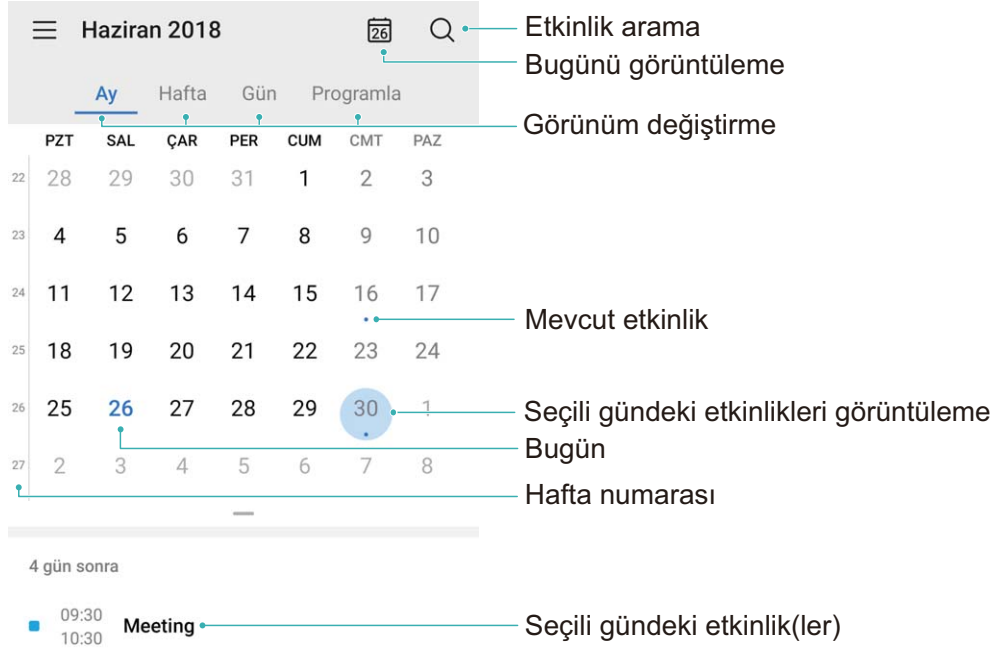 Haziran 2018
26
Etkinlik arama
Bugünü görüntüleme
Ay Hafta Gün Programla
Görünüm değiştirme
PZT SAL ÇAR PER CUM CMT PAZ
22 28 29 30 31 1 2 3
23 4 5 6 7 8 9 10
24 11 12 13 14 15 16 17
Mevcut etkinlik
25 18 19 20 21 22 23 24
26 25 26 27 28 29 30 1
Seçili gündeki etkinlikleri görüntüleme
Bugün
27 2 3 4 5 6 7 8
Hafta numarası
4 gün sonra
09:30
10:30
Meeting
Seçili gündeki etkinlik(ler)